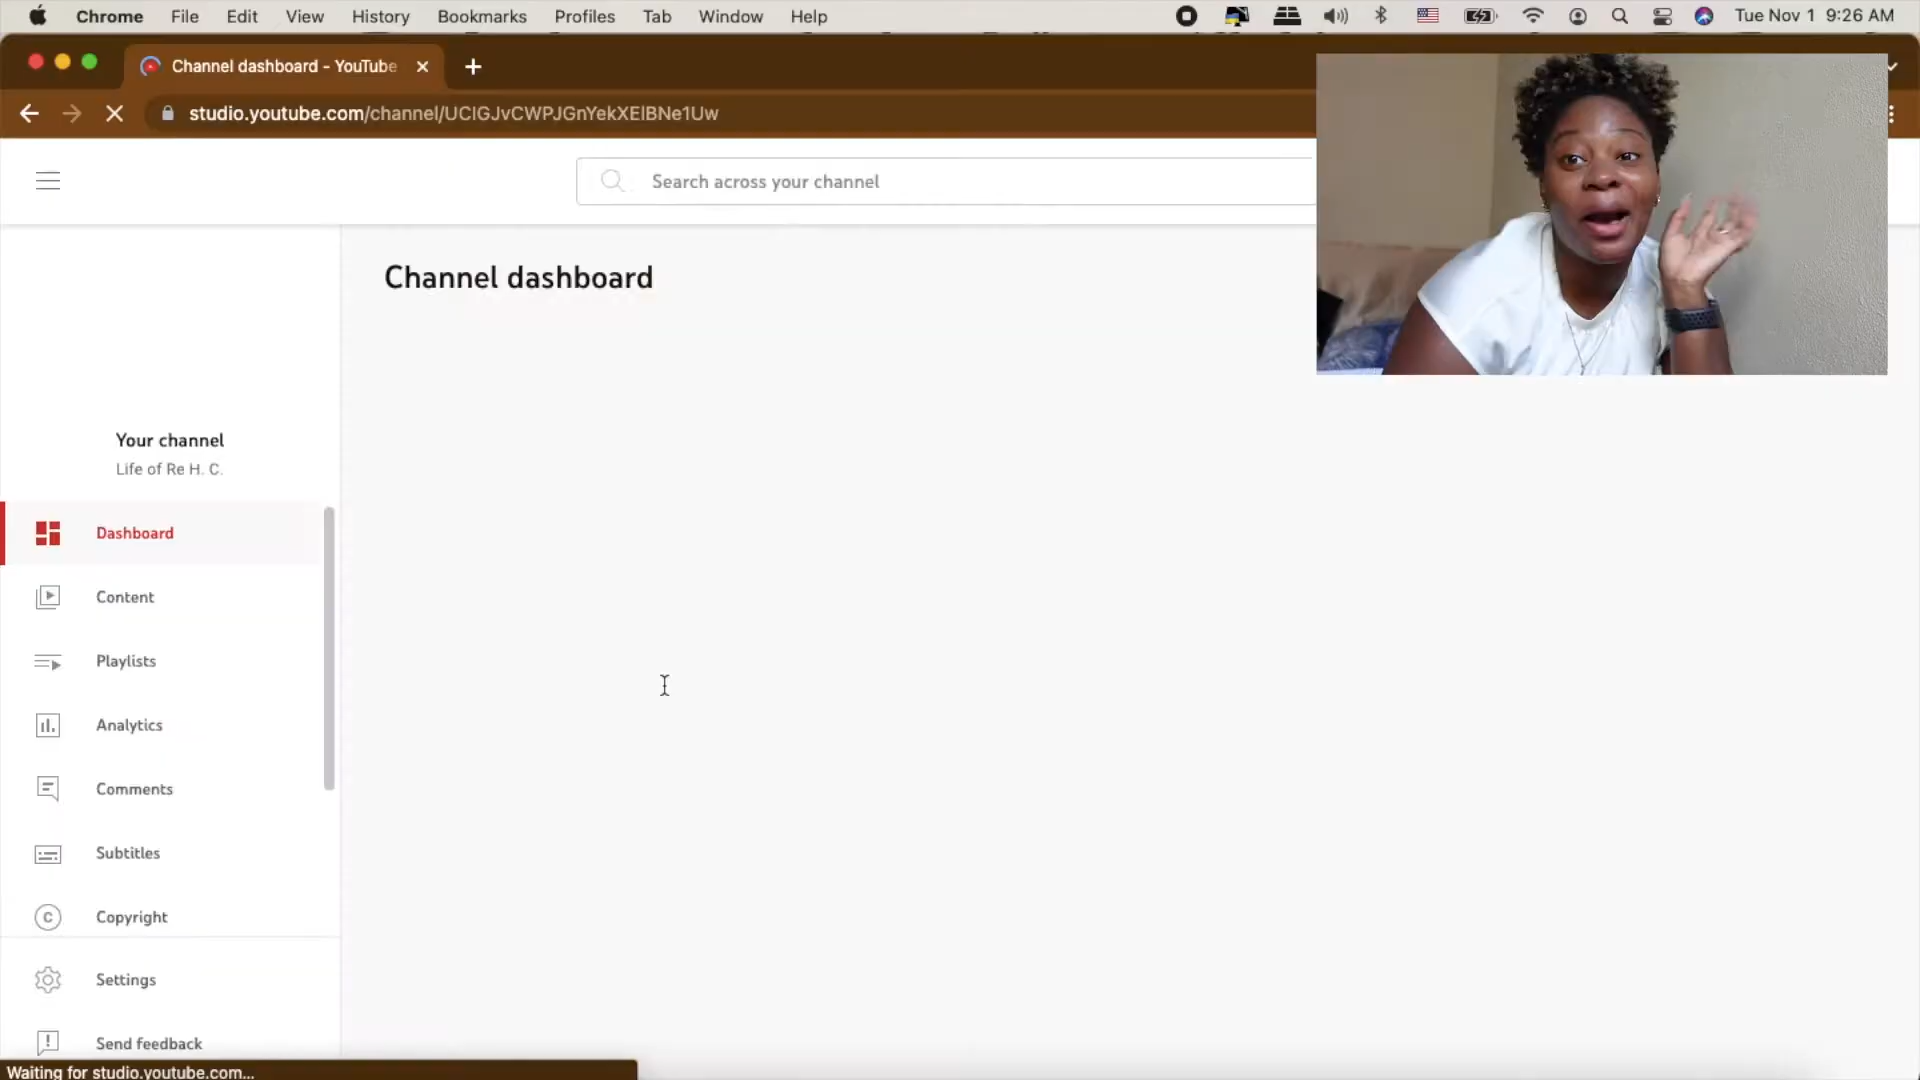 Chrome File Edit View History Bookmarks Profiles Tab Window Help Tue Nov 1 9:26 AM
Channel dashboard - YouTube
studio.youtube.com/channel/UCIGJvCWPJGnYekXElBNe1Uw
Search across your channel
Channel dashboard
Your channel
Life of Re H. C.
Dashboard
Content
Playlists
Analytics
Comments
Subtitles
Copyright
Settings
Send feedback
Waiting for studio.youtube.com...